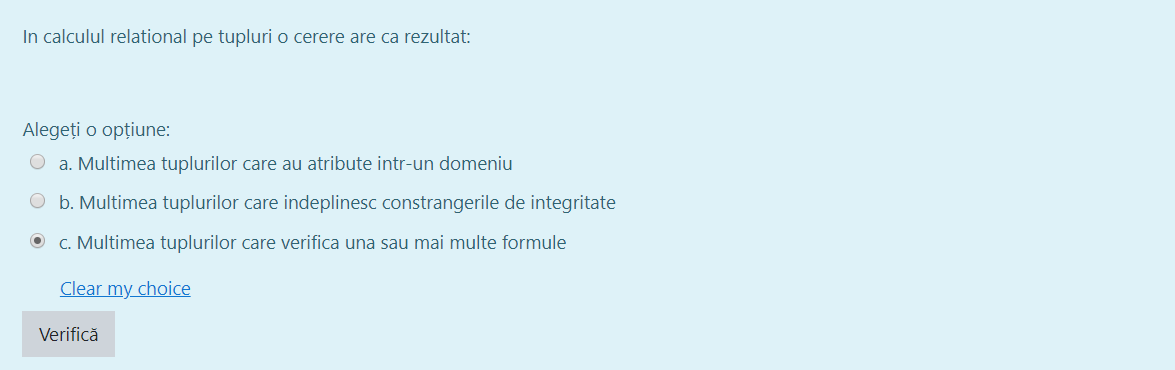 In calculul relational pe tupluri o cerere are ca rezultat:
Alegeți o opțiune:
a. Multimea tuplurilor care au atribute intr-un domeniu
b. Multimea tuplurilor care indeplinesc constrangerile de integritate
c. Multimea tuplurilor care verifica una sau mai multe formule
Clear my choice
Verifică